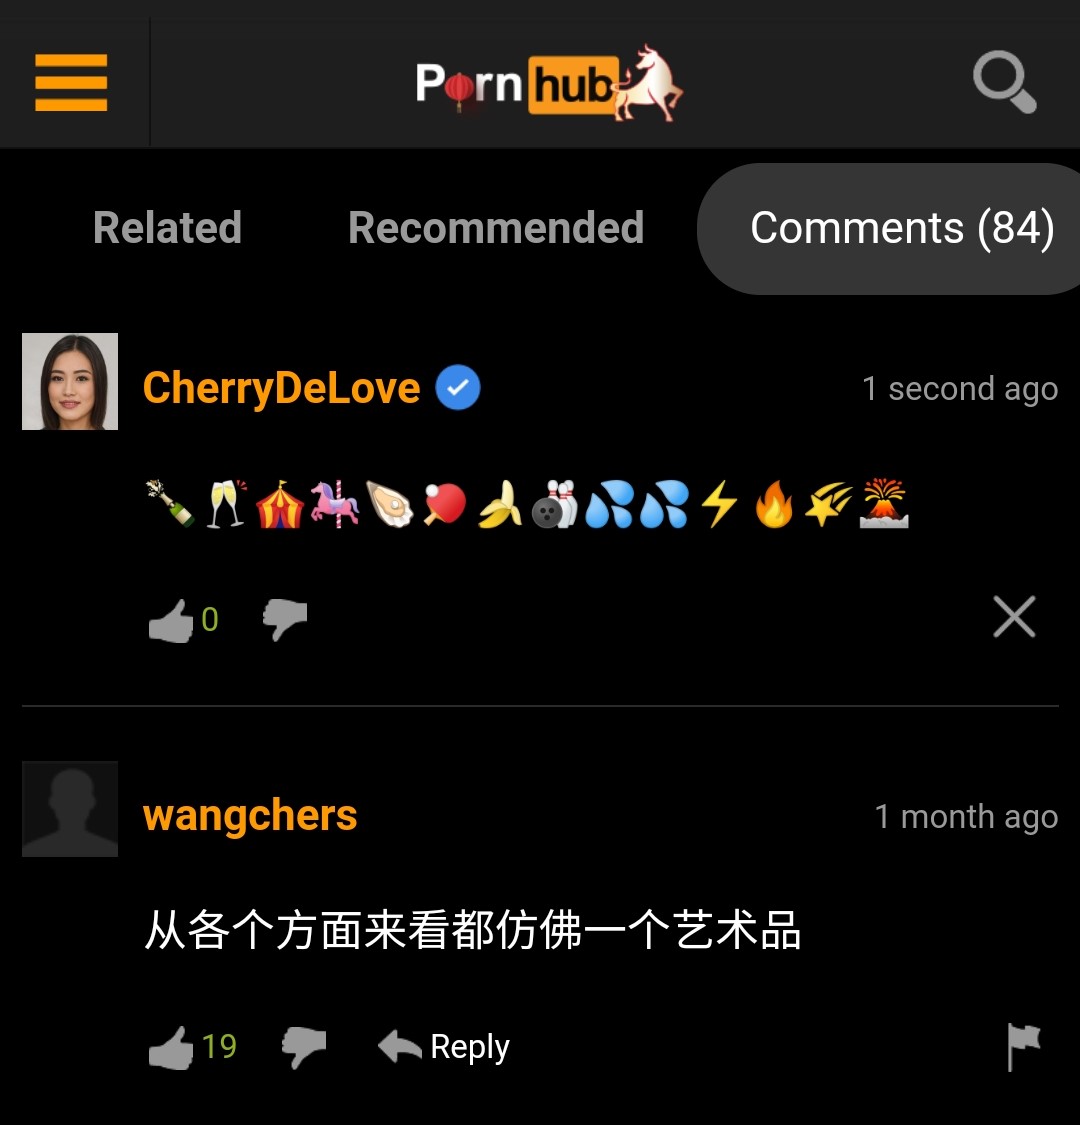 Pornhub
Related Recommended Comments (84)
CherryDeLove 1 second ago
🍾🥂🎪🎠🦪🏓🍌🎳💦💦⚡🔥🌠🌋
0
wangchers 1 month ago
从各个方面来看都仿佛一个艺术品
19 Reply